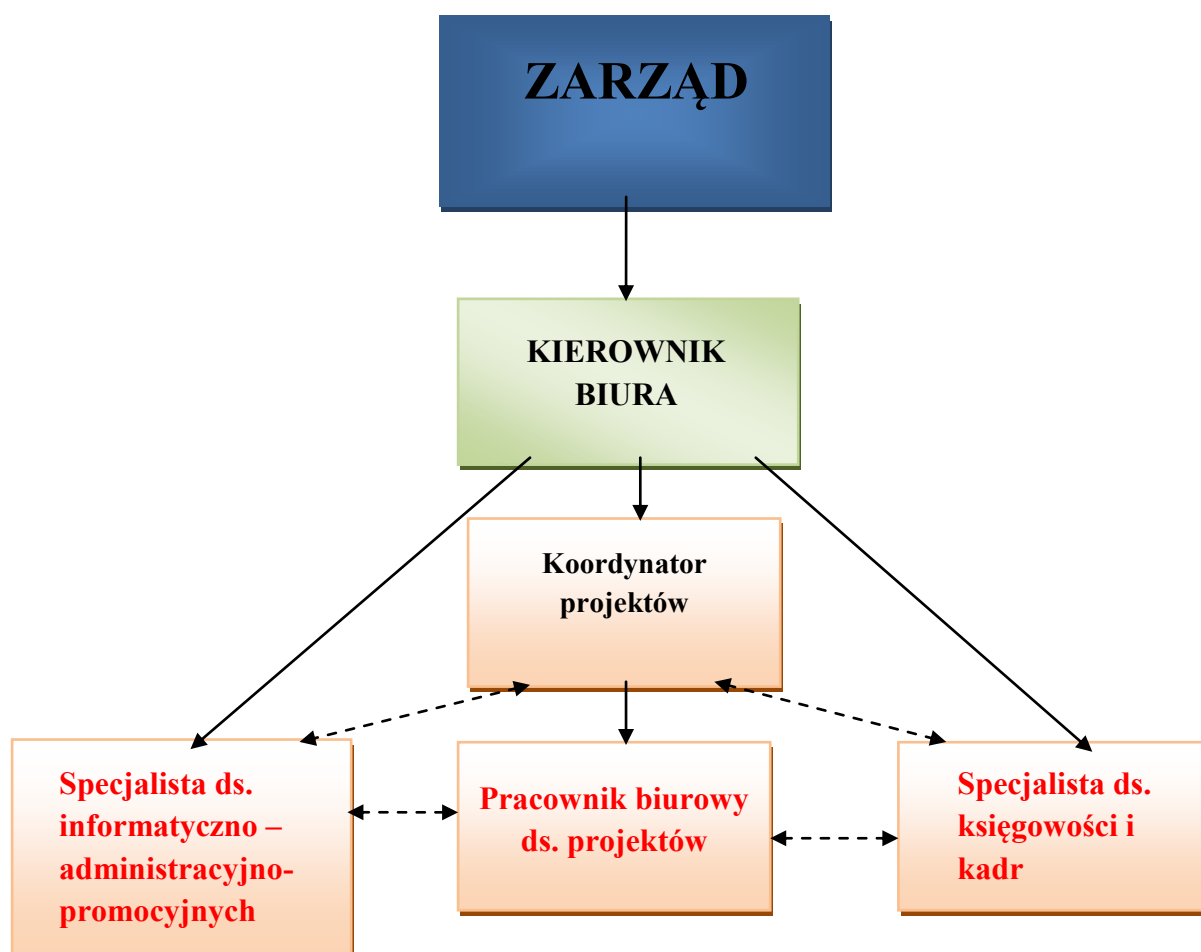 ZARZĄD
KIEROWNIK
BIURA
Koordynator
projektów
Specjalista ds.
informatyczno –
administracyjno-
promocyjnych
Pracownik biurowy
ds. projektów
Specjalista ds.
księgowości i
kadr